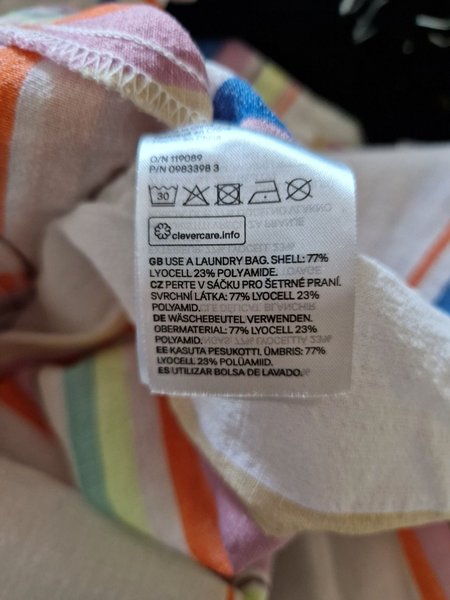 O/N 119089
P/N 0983398 3
30
clevercare.info
GB USE A LAUNDRY BAG. SHELL: 77%
LYOCELL 23% POLYAMIDE.
CZ PERTE V SÁČKU PRO ŠETRNÉ PRANÍ.
SVRCHNÍ LÁTKA: 77% LYOCELL 23%
POLYAMID.
DE WÄSCHEBEUTEL VERWENDEN.
OBERMATERIAL: 77% LYOCELL 23%
POLYAMID.
EE KASUTA PESUKOTTI. ÜMBRIS: 77%
LYOCELL 23% POLÜAMIID.
ES UTILIZAR BOLSA DE LAVADO.